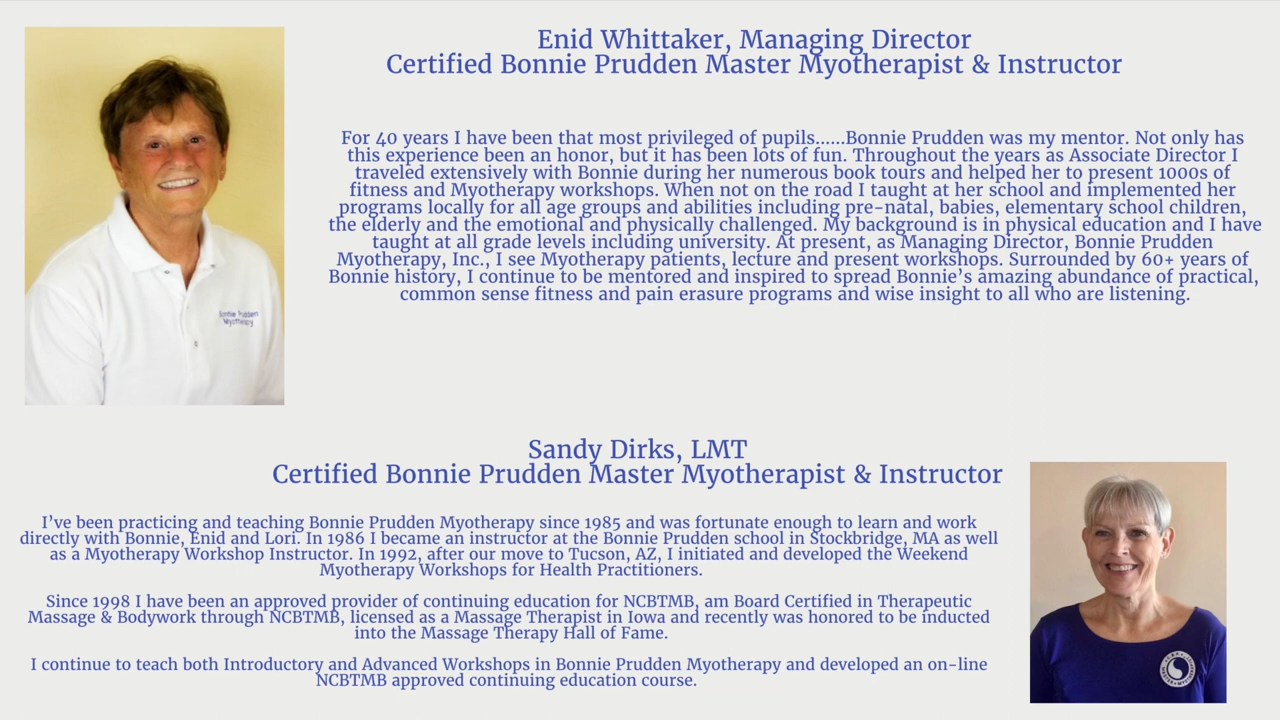 Enid Whittaker, Managing Director
Certified Bonnie Prudden Master Myotherapist & Instructor
For 40 years I have been that most privileged of pupils......Bonnie Prudden was my mentor. Not only has
this experience been an honor, but it has been lots of fun. Throughout the years as Associate Director I
traveled extensively with Bonnie during her numerous book tours and helped her to present 1000s of
fitness and Myotherapy workshops. When not on the road I taught at her school and implemented her
programs locally for all age groups and abilities including pre-natal, babies, elementary school children,
the elderly and the emotional and physically challenged. My background is in physical education and I have
taught at all grade levels including university. At present, as Managing Director, Bonnie Prudden
Myotherapy, Inc., I see Myotherapy patients, lecture and present workshops. Surrounded by 60+ years of
Bonnie history, I continue to be mentored and inspired to spread Bonnie's amazing abundance of practical,
common sense fitness and pain erasure programs and wise insight to all who are listening.
Bonnie Prudden
Myotherapy
Sandy Dirks, LMT
Certified Bonnie Prudden Master Myotherapist & Instructor
I've been practicing and teaching Bonnie Prudden Myotherapy since 1985 and was fortunate enough to learn and work
directly with Bonnie, Enid and Lori. In 1986 I became an instructor at the Bonnie Prudden school in Stockbridge, MA as well
as a Myotherapy Workshop Instructor. In 1992, after our move to Tucson, AZ, I initiated and developed the Weekend
Myotherapy Workshops for Health Practitioners.
Since 1998 I have been an approved provider of continuing education for NCBTMB, am Board Certified in Therapeutic
Massage & Bodywork through NCBTMB, licensed as a Massage Therapist in Iowa and recently was honored to be inducted
into the Massage Therapy Hall of Fame.
I continue to teach both Introductory and Advanced Workshops in Bonnie Prudden Myotherapy and developed an on-line
NCBTMB approved continuing education course.